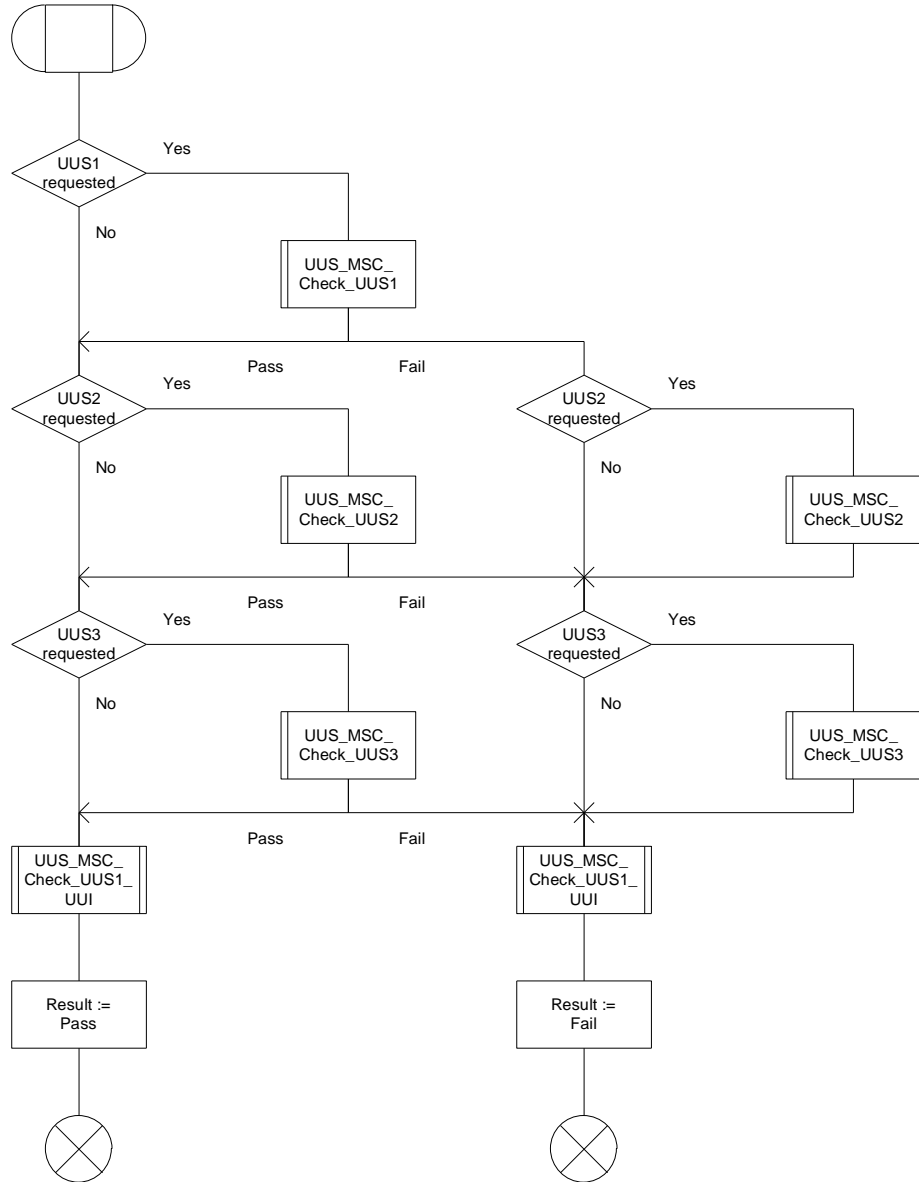 Yes
UUS1
requested
No
UUS_MSC_
Check_UUS1
Pass
Fail
Yes
Yes
UUS2
requested
UUS2
requested
No
No
UUS_MSC_
Check_UUS2
UUS_MSC_
Check_UUS2
Pass
Fail
Yes
Yes
UUS3
requested
UUS3
requested
No
No
UUS_MSC_
Check_UUS3
UUS_MSC_
Check_UUS3
Pass
Fail
UUS_MSC_
Check_UUS1_
UUI
UUS_MSC_
Check_UUS1_
UUI
Result :=
Pass
Result :=
Fail